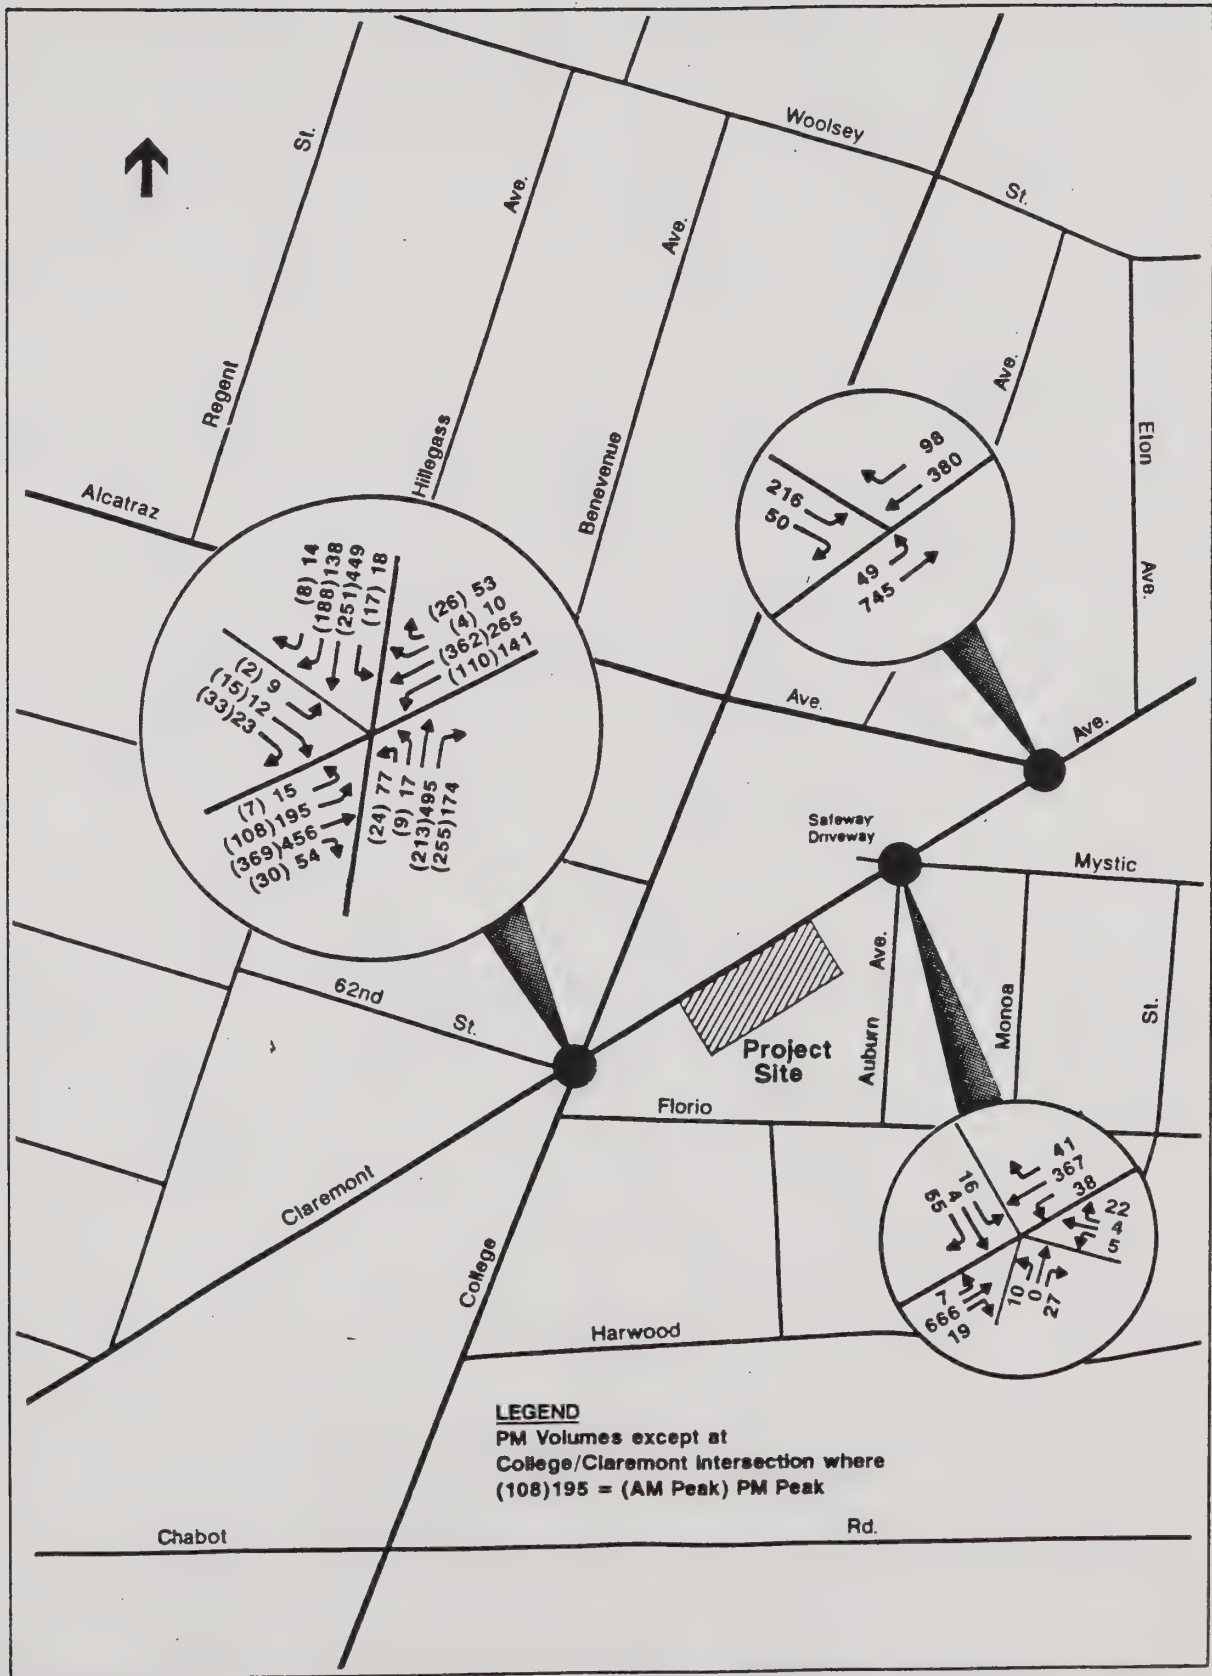 Woolsey
St.
St.
Ave.
Ave.
Ave.
Regent
Hillegass
Benevenue
Eton
Ave.
Alcatraz
98
380
216
50
49
745
(8) 14
(188)138
(251)449
(17) 18
(26) 53
(4) 10
(362)265
(110)141
(2) 9
(15)12
(33)23
(7) 15
(108)195
(369)456
(30) 54
(24) 77
(9) 17
(213)495
(255)174
Ave.
Ave.
Safeway
Driveway
Mystic
62nd
St.
Project
Site
Auburn
Ave.
Monoa
St.
Florio
Claremont
College
Harwood
41
367
38
16
4
55
22
4
5
7
666
19
10
0
27
LEGEND
PM Volumes except at
College/Claremont Intersection where
(108)195 = (AM Peak) PM Peak
Chabot
Rd.